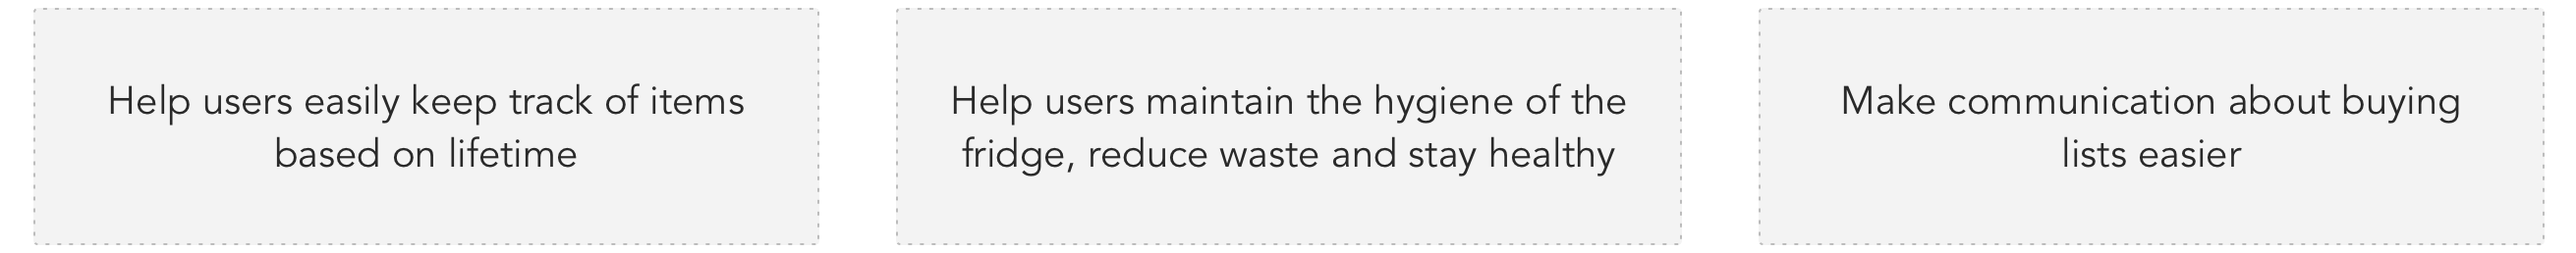 Help users easily keep track of items
based on lifetime
Help users maintain the hygiene of the
fridge, reduce waste and stay healthy
Make communication about buying
lists easier